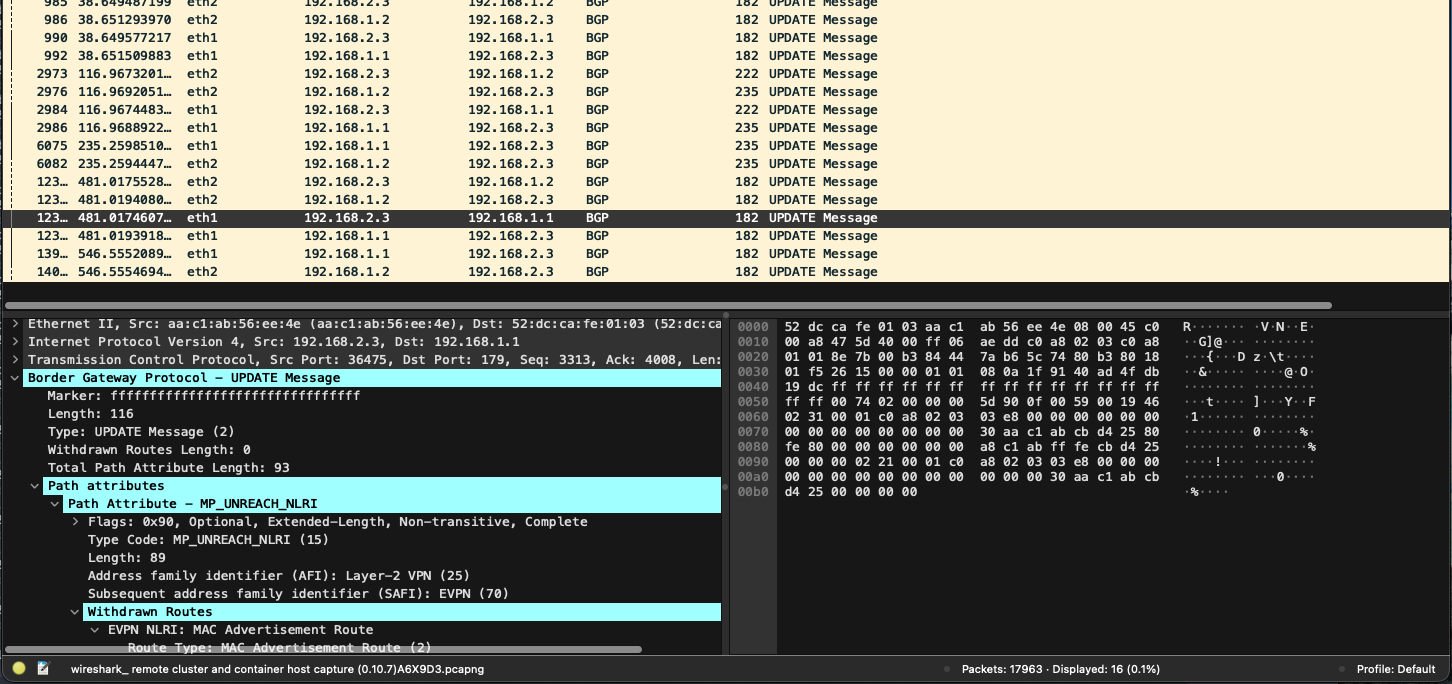 985 38.649487199 eth2 192.168.2.3 192.168.1.2 BGP 182 UPDATE Message
986 38.651293970 eth2 192.168.1.2 192.168.2.3 BGP 182 UPDATE Message
990 38.649577217 eth1 192.168.2.3 192.168.1.1 BGP 182 UPDATE Message
992 38.651509883 eth1 192.168.1.1 192.168.2.3 BGP 182 UPDATE Message
2973 116.9673201… eth2 192.168.2.3 192.168.1.2 BGP 222 UPDATE Message
2976 116.9692051… eth2 192.168.1.2 192.168.2.3 BGP 235 UPDATE Message
2984 116.9674483… eth1 192.168.2.3 192.168.1.1 BGP 222 UPDATE Message
2986 116.9688922… eth1 192.168.1.1 192.168.2.3 BGP 235 UPDATE Message
6075 235.2598510… eth1 192.168.1.1 192.168.2.3 BGP 235 UPDATE Message
6082 235.2594447… eth2 192.168.1.2 192.168.2.3 BGP 235 UPDATE Message
123… 481.0175528… eth2 192.168.2.3 192.168.1.2 BGP 182 UPDATE Message
123… 481.0194080… eth2 192.168.1.2 192.168.2.3 BGP 182 UPDATE Message
123… 481.0174607… eth1 192.168.2.3 192.168.1.1 BGP 182 UPDATE Message
123… 481.0193918… eth1 192.168.1.1 192.168.2.3 BGP 182 UPDATE Message
139… 546.5552089… eth1 192.168.1.1 192.168.2.3 BGP 182 UPDATE Message
140… 546.5554694… eth2 192.168.1.2 192.168.2.3 BGP 182 UPDATE Message
Ethernet II, Src: aa:c1:ab:56:ee:4e (aa:c1:ab:56:ee:4e), Dst: 52:dc:ca:fe:01:03 (52:dc:ca
Internet Protocol Version 4, Src: 192.168.2.3, Dst: 192.168.1.1
Transmission Control Protocol, Src Port: 36475, Dst Port: 179, Seq: 3313, Ack: 4008, Len:
Border Gateway Protocol – UPDATE Message
Marker: ffffffffffffffffffffffffffffffff
Length: 116
Type: UPDATE Message (2)
Withdrawn Routes Length: 0
Total Path Attribute Length: 93
Path attributes
Path Attribute – MP_UNREACH_NLRI
Flags: 0x90, Optional, Extended-Length, Non-transitive, Complete
Type Code: MP_UNREACH_NLRI (15)
Length: 89
Address family identifier (AFI): Layer-2 VPN (25)
Subsequent address family identifier (SAFI): EVPN (70)
Withdrawn Routes
EVPN NLRI: MAC Advertisement Route
Route Type: MAC Advertisement Route (2)
0000 52 dc ca fe 01 03 aa c1 ab 56 ee 4e 08 00 45 c0 R······· ·V·N··E·
0010 00 a8 47 5d 40 00 ff 06 ae dd c0 a8 02 03 c0 a8 ··G]@··· ········
0020 01 01 8e 7b 00 b3 84 44 7a b6 5c 74 80 b3 80 18 ···{···D z·\t····
0030 01 f5 26 15 00 00 01 01 08 0a 1f 91 40 ad 4f db ··&····· ····@·O·
0040 19 dc ff ff ff ff ff ff ff ff ff ff ff ff ff ff ········ ········
0050 ff ff 00 74 02 00 00 00 5d 90 0f 00 59 00 19 46 ···t···· ]···Y··F
0060 02 31 00 01 c0 a8 02 03 03 e8 00 00 00 00 00 00 ·1······ ········
0070 00 00 00 00 00 00 00 00 30 aa c1 ab cb d4 25 80 ········ 0·····%·
0080 fe 80 00 00 00 00 00 00 a8 c1 ab ff fe cb d4 25 ········ ·······%
0090 00 00 00 02 21 00 01 c0 a8 02 03 03 e8 00 00 00 ····!··· ········
00a0 00 00 00 00 00 00 00 00 00 00 00 30 aa c1 ab cb ········ ···0····
00b0 d4 25 00 00 00 00 ·%····
wireshark_ remote cluster and container host capture (0.10.7)A6X9D3.pcapng
Packets: 17963 · Displayed: 16 (0.1%)
Profile: Default